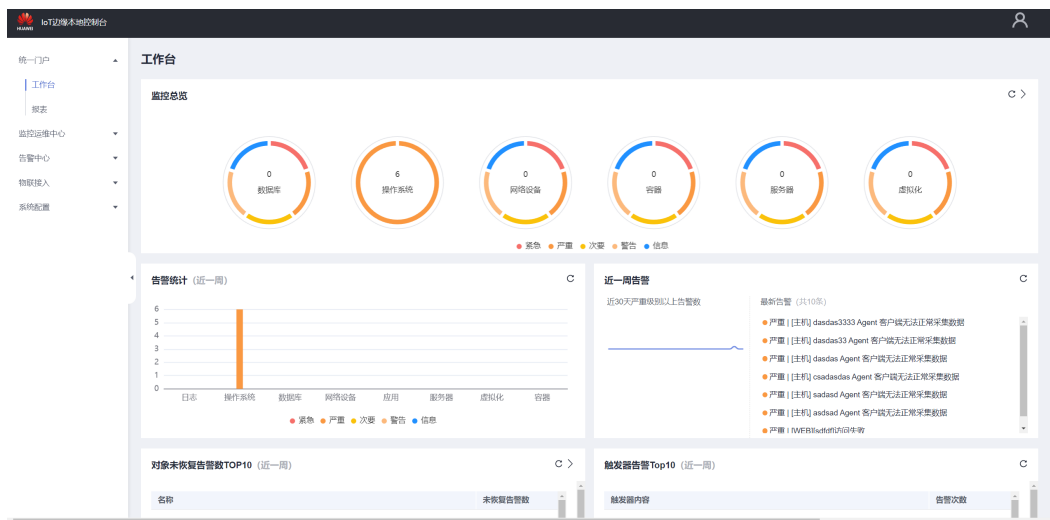 HUAWEI IoT边缘本地控制台
统一门户
工作台
报表
监控运维中心
告警中心
物联接入
系统配置
工作台
监控总览
0
数据库
6
操作系统
0
网络设备
0
容器
0
服务器
0
虚拟化
紧急 严重 次要 警告 信息
告警统计 (近一周)
6
5
4
3
2
1
0
日志 操作系统 数据库 网络设备 应用 服务器 虚拟化 容器
紧急 严重 次要 警告 信息
近一周告警
近30天严重级别以上告警数
最新告警 (共10条)
严重 | [主机] dasdas3333 Agent 客户端无法正常采集数据
严重 | [主机] dasdas33 Agent 客户端无法正常采集数据
严重 | [主机] dasdas Agent 客户端无法正常采集数据
严重 | [主机] csadasdas Agent 客户端无法正常采集数据
严重 | [主机] sadasd Agent 客户端无法正常采集数据
严重 | [主机] asdsad Agent 客户端无法正常采集数据
严重 | [WEB][sdfdf]访问失败
对象未恢复告警数TOP10 (近一周)
名称 未恢复告警数
触发器告警Top10 (近一周)
触发器内容 告警次数